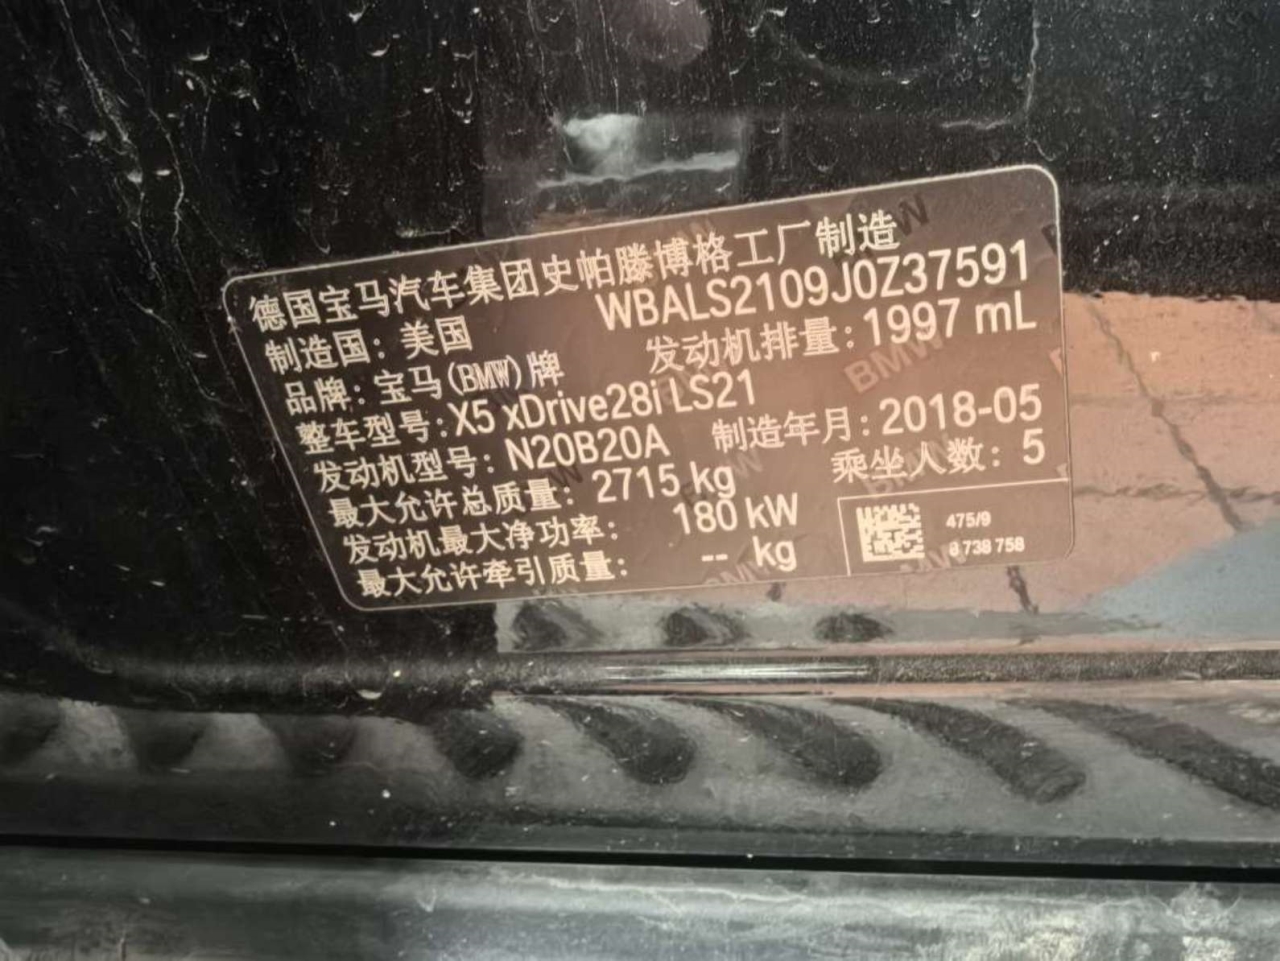 德国宝马汽车集团史帕滕博格工厂制造
制造国：美国 WBALS2109J0Z37591
品牌：宝马(BMW)牌 发动机排量：1997 mL
整车型号：X5 xDrive28i LS21
发动机型号：N20B20A 制造年月：2018-05
最大允许总质量：2715 kg 乘坐人数：5
发动机最大净功率：180 kW
最大允许牵引质量：-- kg
475/9
8 738 758